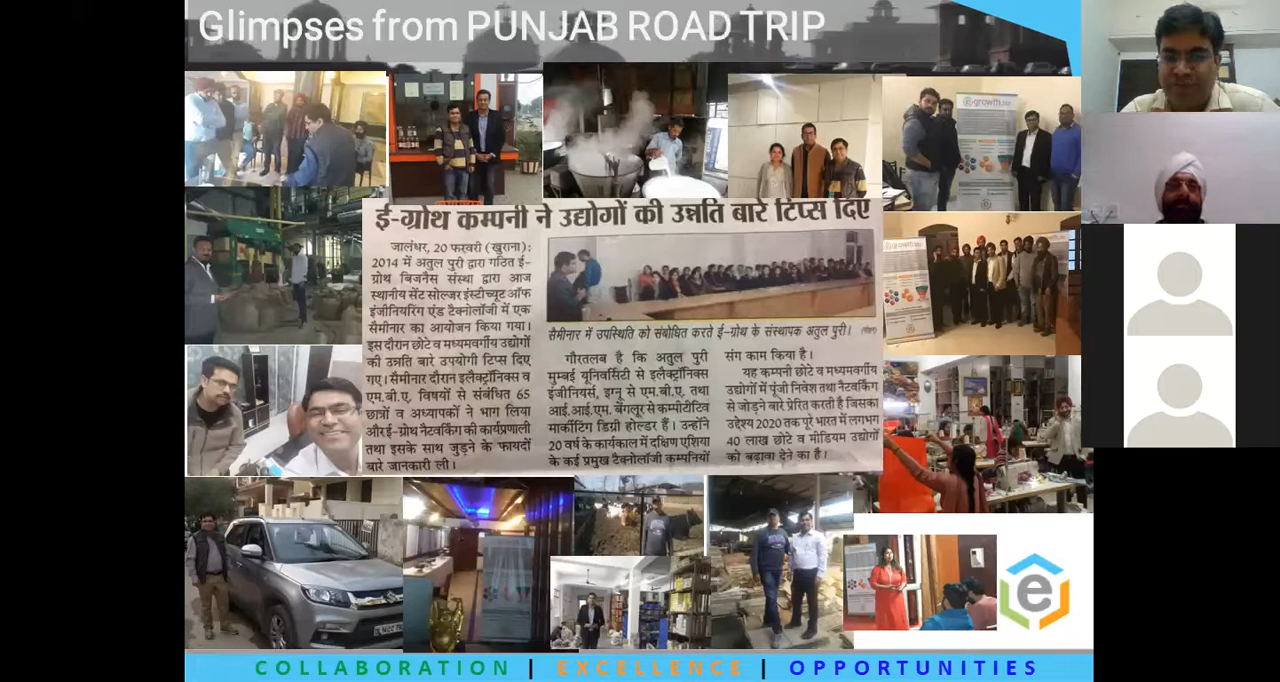 Glimpses from PUNJAB ROAD TRIP
growth
ई-ग्रोथ कम्पनी ने उद्योगों की उन्नति बारे टिप्स दिए
जालंधर, 20 फरवरी (खुराना):
2014 में अतुल पुरी द्वारा गठित ई-
ग्रोथ बिजनैस संस्था द्वारा आज
स्थानीय सेंट सोल्जर इंस्टीच्यूट ऑफ
इंजीनियरिंग एंड टैक्नोलॉजी में एक
सैमीनार का आयोजन किया गया।
इस दौरान छोटे व मध्यमवर्गीय उद्योगों
की उन्नति बारे उपयोगी टिप्स दिए
गए। सैमीनार दौरान इलैक्ट्रॉनिक्स व
एम.बी.ए. विषयों से संबंधित 65
छात्रों व अध्यापकों ने भाग लिया
और ई-ग्रोथ नैटवर्किंग की कार्यप्रणाली
तथा इसके साथ जुड़ने के फायदों
बारे जानकारी ली।
सैमीनार में उपस्थिति को संबोधित करते ई-ग्रोथ के संस्थापक अतुल पुरी।
गौरतलब है कि अतुल पुरी
मुम्बई यूनिवर्सिटी से इलैक्ट्रॉनिक्स
इंजीनियर्स, इग्नू से एम.बी.ए. तथा
आई.आई.एम. बेंगलूर से कम्पीटीटिव
मार्कीटिंग डिग्री होल्डर हैं। उन्होंने
20 वर्ष के कार्यकाल में दक्षिण एशिया
के कई प्रमुख टैक्नोलॉजी कम्पनियों
संग काम किया है।
यह कम्पनी छोटे व मध्यमवर्गीय
उद्योगों में पूंजी निवेश तथा नैटवर्किंग
से जोड़ने बारे प्रेरित करती है जिसका
उद्देश्य 2020 तक पूरे भारत में लगभग
40 लाख छोटे व मीडियम उद्योगों
को बढ़ावा देने का है।
e
COLLABORATION | EXCELLENCE | OPPORTUNITIES